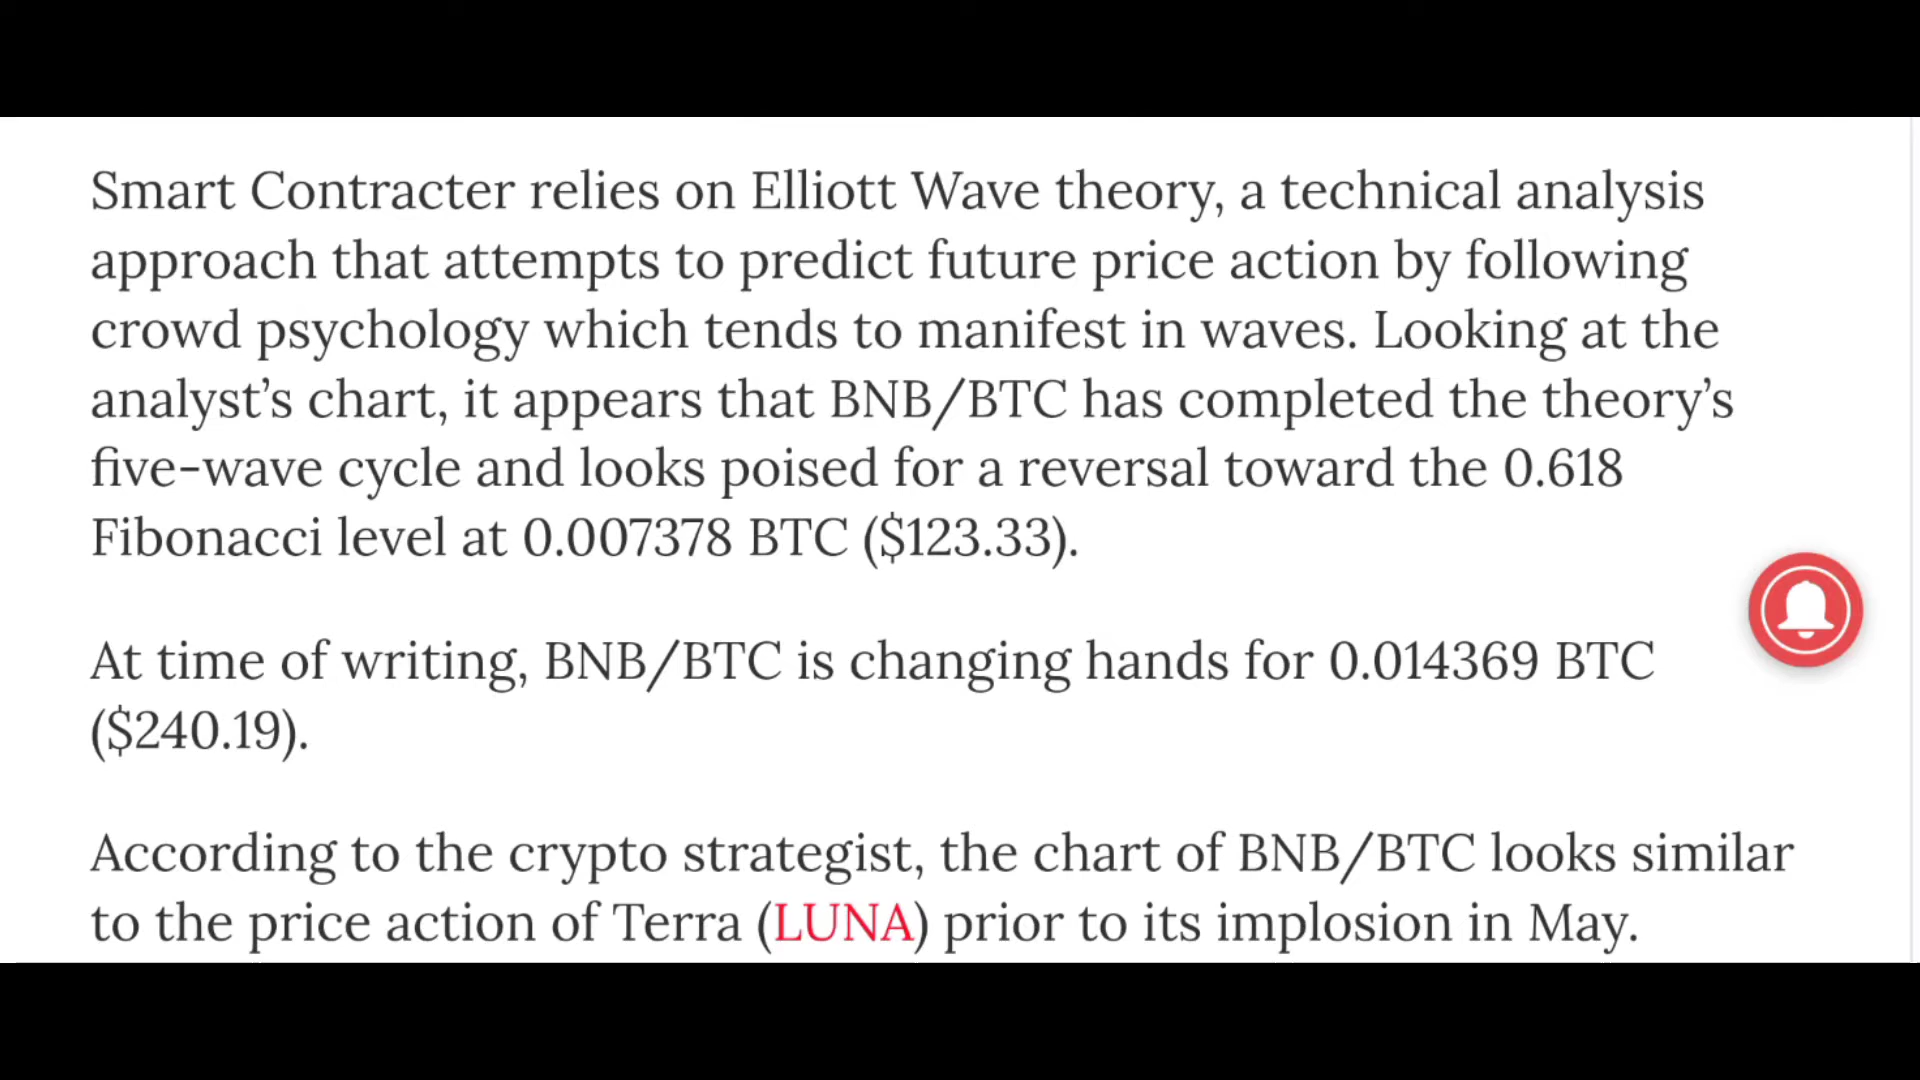 Smart Contracter relies on Elliott Wave theory, a technical analysis
approach that attempts to predict future price action by following
crowd psychology which tends to manifest in waves. Looking at the
analyst’s chart, it appears that BNB/BTC has completed the theory’s
five-wave cycle and looks poised for a reversal toward the 0.618
Fibonacci level at 0.007378 BTC ($123.33).
At time of writing, BNB/BTC is changing hands for 0.014369 BTC
($240.19).
According to the crypto strategist, the chart of BNB/BTC looks similar
to the price action of Terra (LUNA) prior to its implosion in May.